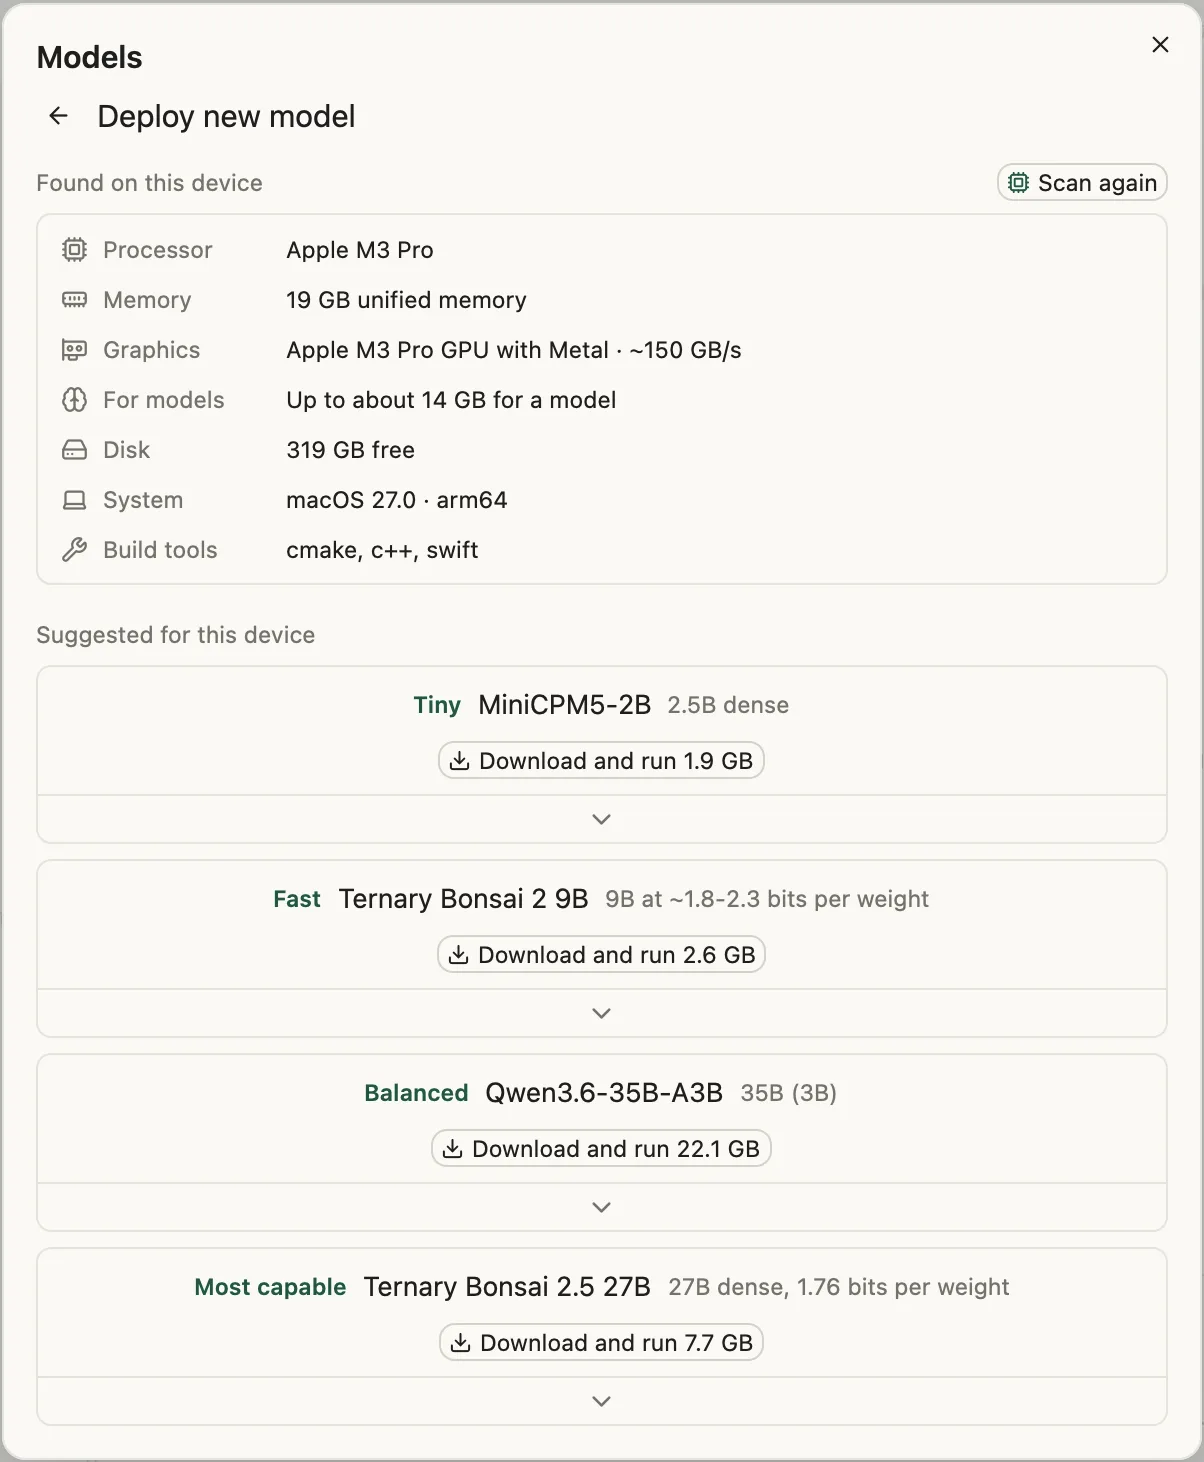 Models
Deploy new model
Found on this device
Scan again
Processor Apple M3 Pro
Memory 19 GB unified memory
Graphics Apple M3 Pro GPU with Metal · ~150 GB/s
For models Up to about 14 GB for a model
Disk 319 GB free
System macOS 27.0 · arm64
Build tools cmake, c++, swift
Suggested for this device
Tiny MiniCPM5-2B 2.5B dense
Download and run 1.9 GB
Fast Ternary Bonsai 2 9B 9B at ~1.8-2.3 bits per weight
Download and run 2.6 GB
Balanced Qwen3.6-35B-A3B 35B (3B)
Download and run 22.1 GB
Most capable Ternary Bonsai 2.5 27B 27B dense, 1.76 bits per weight
Download and run 7.7 GB